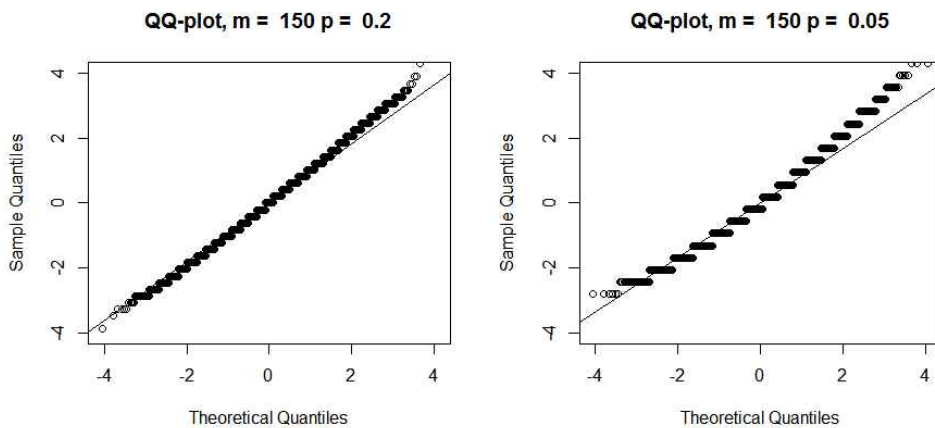 QQ-plot, m = 150 p = 0.2
Sample Quantiles
4
2
0
-2
-4
-4 -2 0 2 4
Theoretical Quantiles
QQ-plot, m = 150 p = 0.05
Sample Quantiles
4
2
0
-2
-4
-4 -2 0 2 4
Theoretical Quantiles